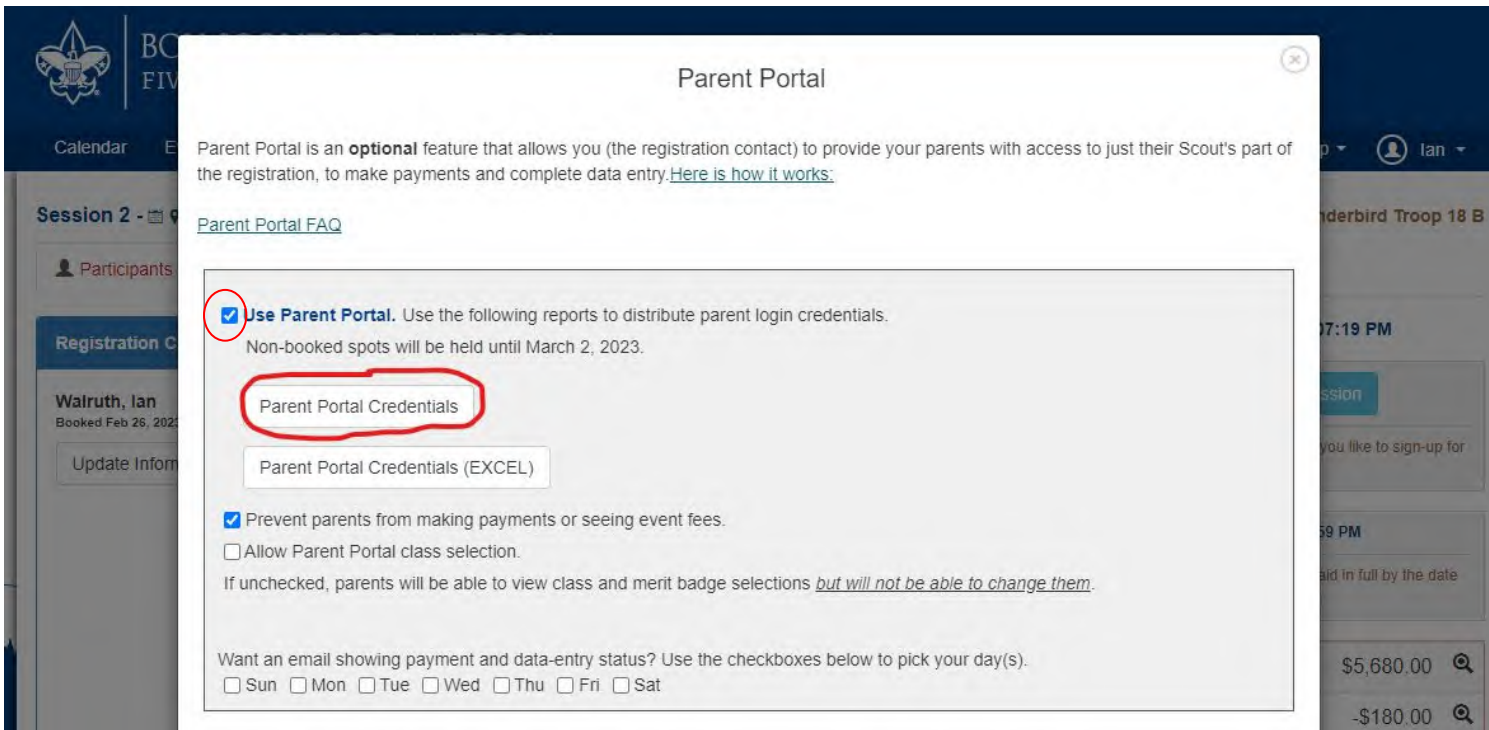 BO
FIV
Parent Portal
Calendar
Ian
Parent Portal is an optional feature that allows you (the registration contact) to provide your parents with access to just their Scout's part of
the registration, to make payments and complete data entry.Here is how it works:
Session 2 -
Parent Portal FAQ
nderbird Troop 18 B
Participants
Use Parent Portal. Use the following reports to distribute parent login credentials.
Non-booked spots will be held until March 2, 2023.
07:19 PM
Registration C
Walruth, Ian
Booked Feb 26, 202
Parent Portal Credentials
ssion
Update Inform
Parent Portal Credentials (EXCEL)
you like to sign-up for
Prevent parents from making payments or seeing event fees.
59 PM
Allow Parent Portal class selection.
If unchecked, parents will be able to view class and merit badge selections but will not be able to change them.
aid in full by the date
Want an email showing payment and data-entry status? Use the checkboxes below to pick your day(s).
Sun Mon Tue Wed Thu Fri Sat
$5,680.00
-$180.00